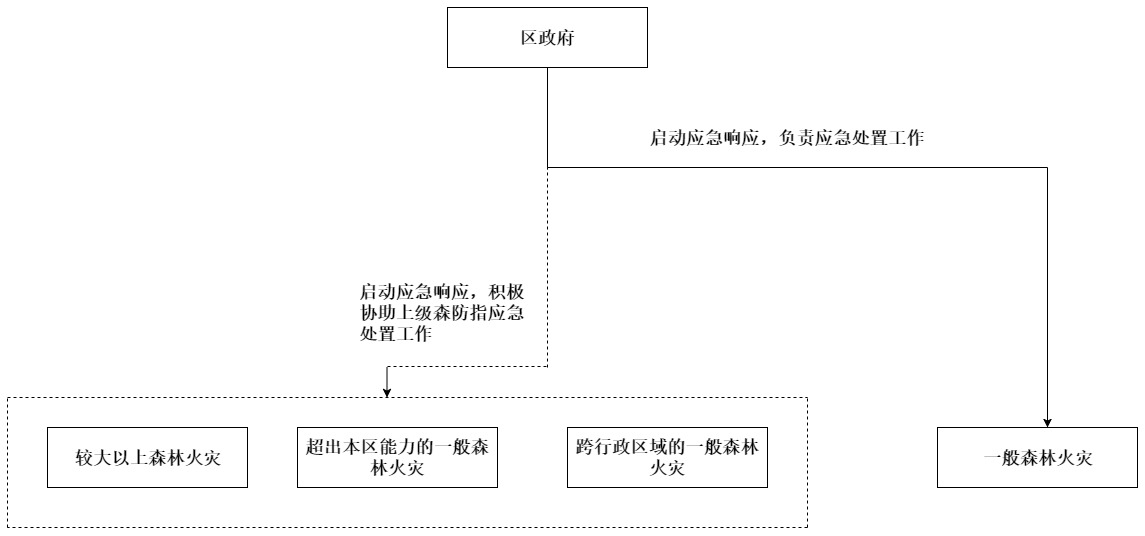 区政府
启动应急响应，负责应急处置工作
启动应急响应，积极
协助上级森防指应急
处置工作
较大以上森林火灾
超出本区能力的一般森
林火灾
跨行政区域的一般森林
火灾
一般森林火灾